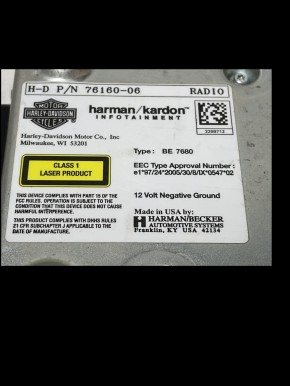 H-D P/N 76160-06 RADIO
MOTOR
HARLEY-DAVIDSON
CYCLES
harman/kardon
INFOTAINMENT
2299712
Harley-Davidson Motor Co., Inc
Milwaukee, WI 53201
Type: BE 7680
CLASS 1
LASER PRODUCT
EEC Type Approval Number:
e1*97/24*2005/30/8/IX*0547*02
THIS DEVICE COMPLIES WITH PART 15 OF THE
FCC RULES. OPERATION IS SUBJECT TO THE
CONDITION THAT THIS DEVICE DOES NOT CAUSE
HARMFUL INTERFERENCE.
12 Volt Negative Ground
THIS PRODUCT COMPLIES WITH DHHS RULES
21 CFR SUBCHAPTER J APPLICABLE TO THE
DATE OF MANUFACTURE.
Made in USA by:
HARMAN/BECKER
AUTOMOTIVE SYSTEMS
Franklin, KY USA 42134